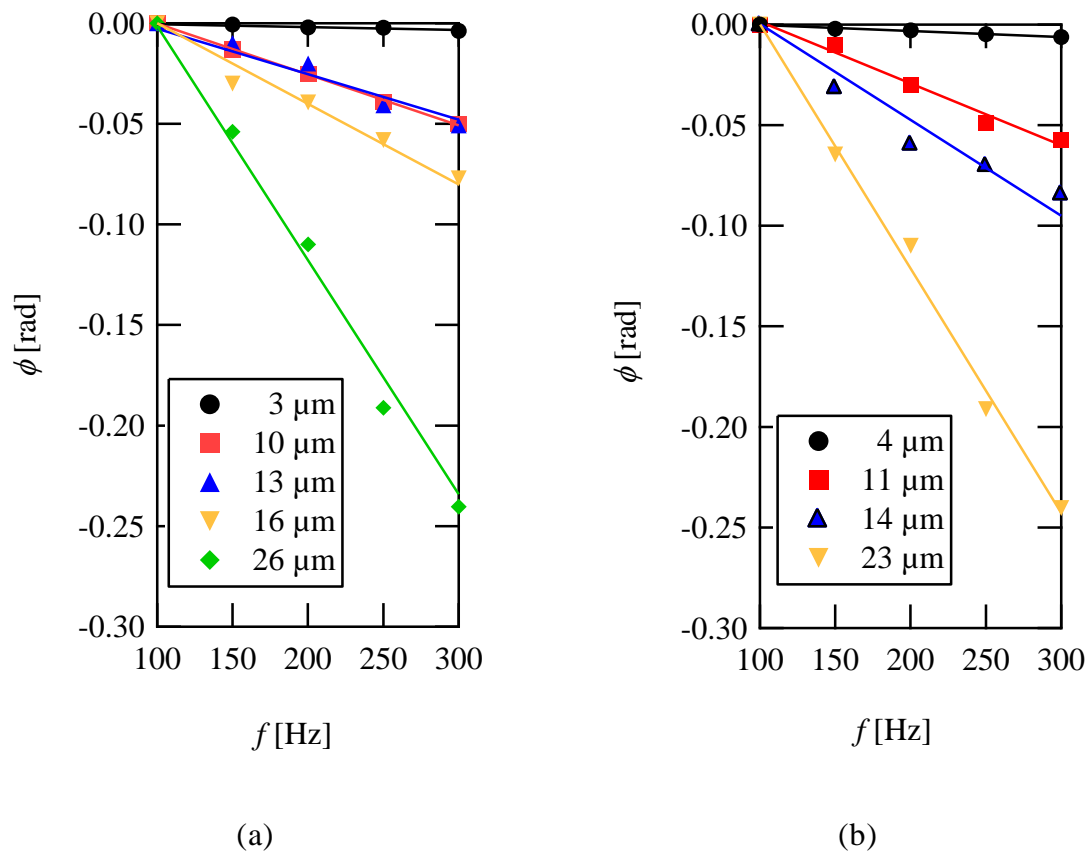 0.00
-0.05
-0.10
-0.15
-0.20
-0.25
-0.30
ϕ [rad]
3 µm
10 µm
13 µm
16 µm
26 µm
100 150 200 250 300
f [Hz]
(a)
0.00
-0.05
-0.10
-0.15
-0.20
-0.25
-0.30
ϕ [rad]
4 µm
11 µm
14 µm
23 µm
100 150 200 250 300
f [Hz]
(b)